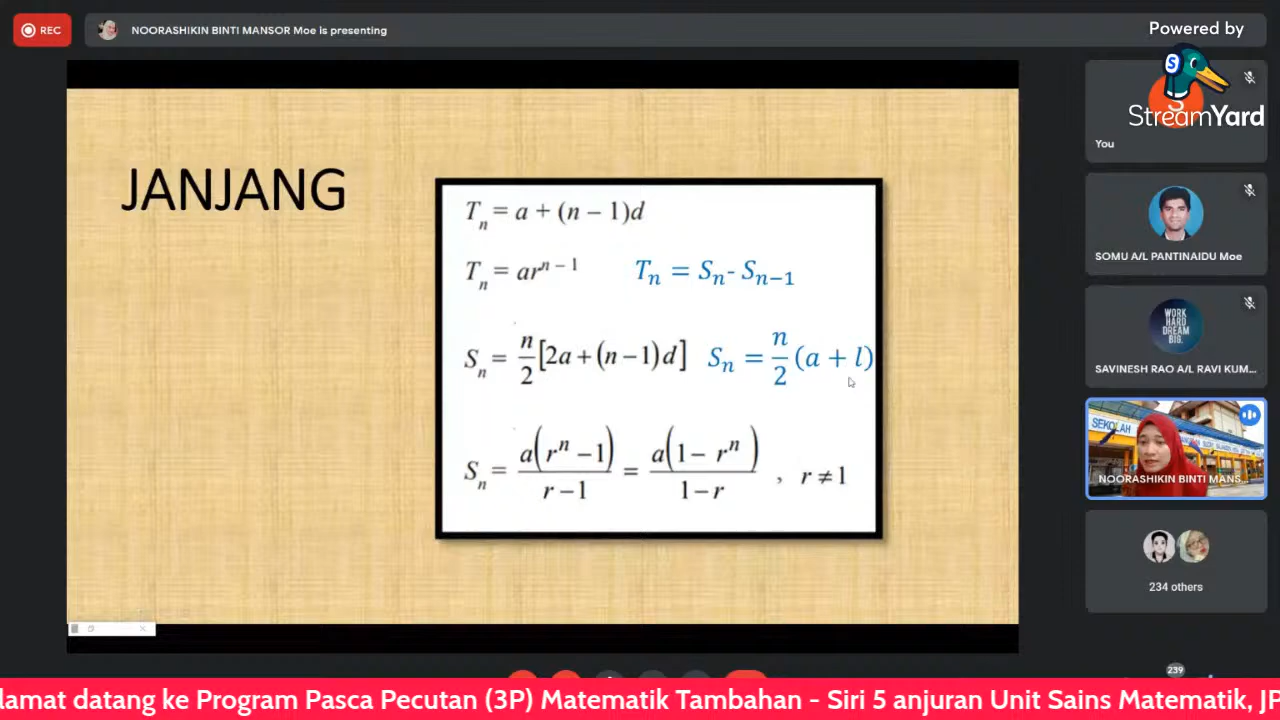 REC
NOORASHIKIN BINTI MANSOR Moe is presenting
Powered by
S
S
StreamYard
You
JANJANG
Tₙ = a + (n − 1)d
Tₙ = arⁿ⁻¹ Tₙ = Sₙ- Sₙ₋₁
Sₙ = n/2 [2a + (n − 1)d] Sₙ = n/2 (a + l)
Sₙ = a(rⁿ − 1)/(r − 1) = a(1 − rⁿ)/(1 − r) , r ≠ 1
SOMU A/L PANTINAIDU Moe
WORK
HARD
DREAM
BIG.
SAVINESH RAO A/L RAVI KUM...
SEKOLAH
NOORASHIKIN BINTI MANS...
234 others
239
lamat datang ke Program Pasca Pecutan (3P) Matematik Tambahan - Siri 5 anjuran Unit Sains Matematik, JP